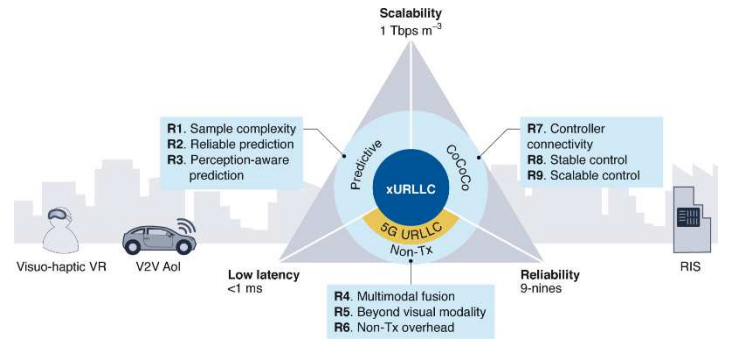 Scalability
1 Tbps m⁻³
R1. Sample complexity
R2. Reliable prediction
R3. Perception-aware
prediction
R7. Controller
connectivity
R8. Stable control
R9. Scalable control
Predictive
CoCoCo
xURLLC
5G URLLC
Non-Tx
Visuo-haptic VR
V2V AoI
Low latency
<1 ms
Reliability
9-nines
RIS
R4. Multimodal fusion
R5. Beyond visual modality
R6. Non-Tx overhead